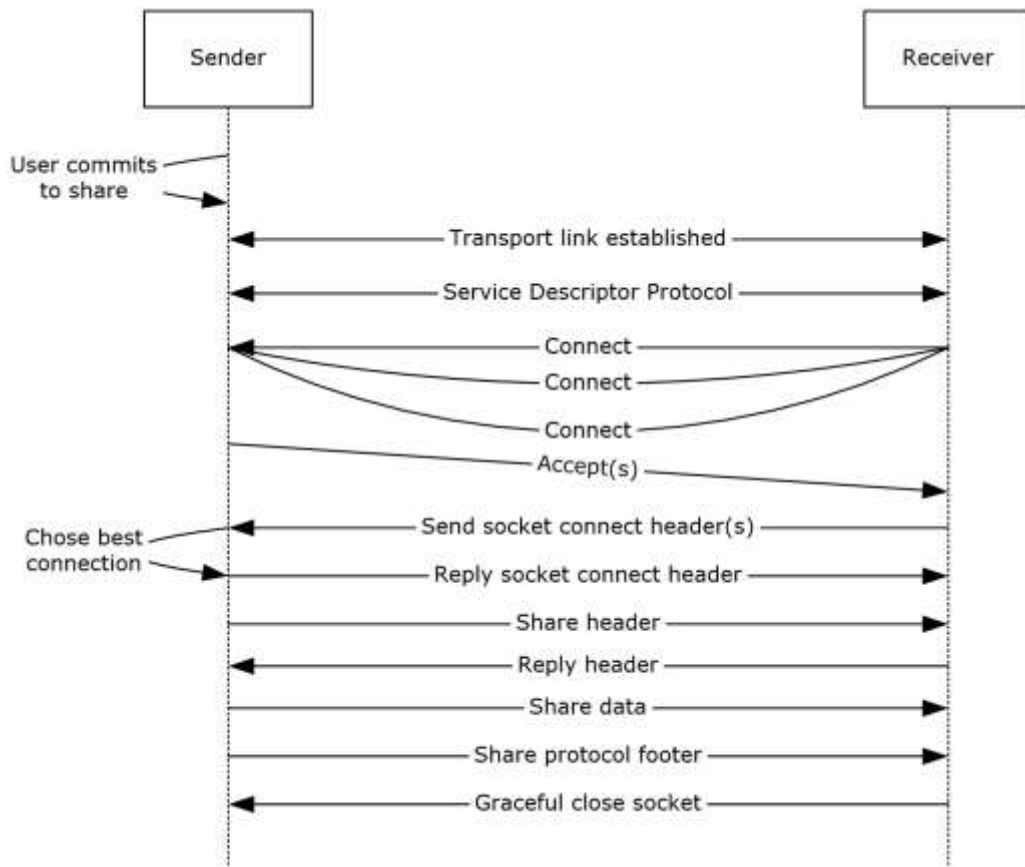 Sender
Receiver
User commits
to share
Transport link established
Service Descriptor Protocol
Connect
Connect
Connect
Accept(s)
Send socket connect header(s)
Chose best
connection
Reply socket connect header
Share header
Reply header
Share data
Share protocol footer
Graceful close socket